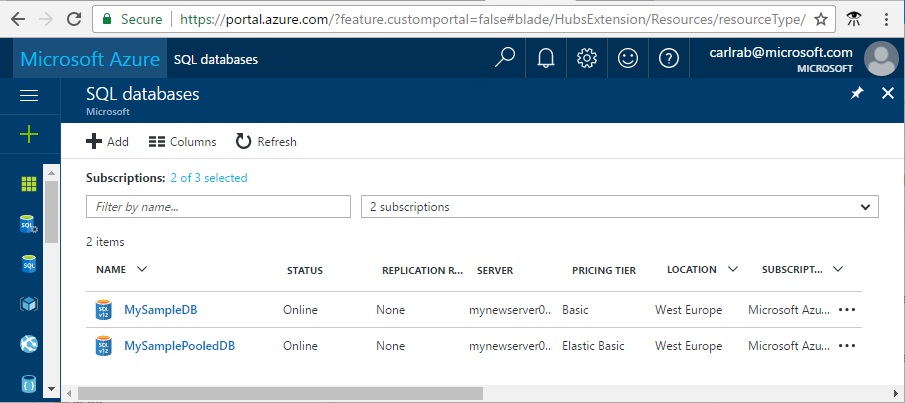 Secure https://portal.azure.com/?feature.customportal=false#blade/HubsExtension/Resources/resourceType/
Microsoft Azure SQL databases
carlrab@microsoft.com
MICROSOFT
SQL databases
Microsoft
Add Columns Refresh
Subscriptions: 2 of 3 selected
Filter by name... 2 subscriptions
2 items
NAME STATUS REPLICATION R... SERVER PRICING TIER LOCATION SUBSCRIPT...
MySampleDB Online None mynewserver0.. Basic West Europe Microsoft Azu...
MySamplePooledDB Online None mynewserver0.. Elastic Basic West Europe Microsoft Azu...